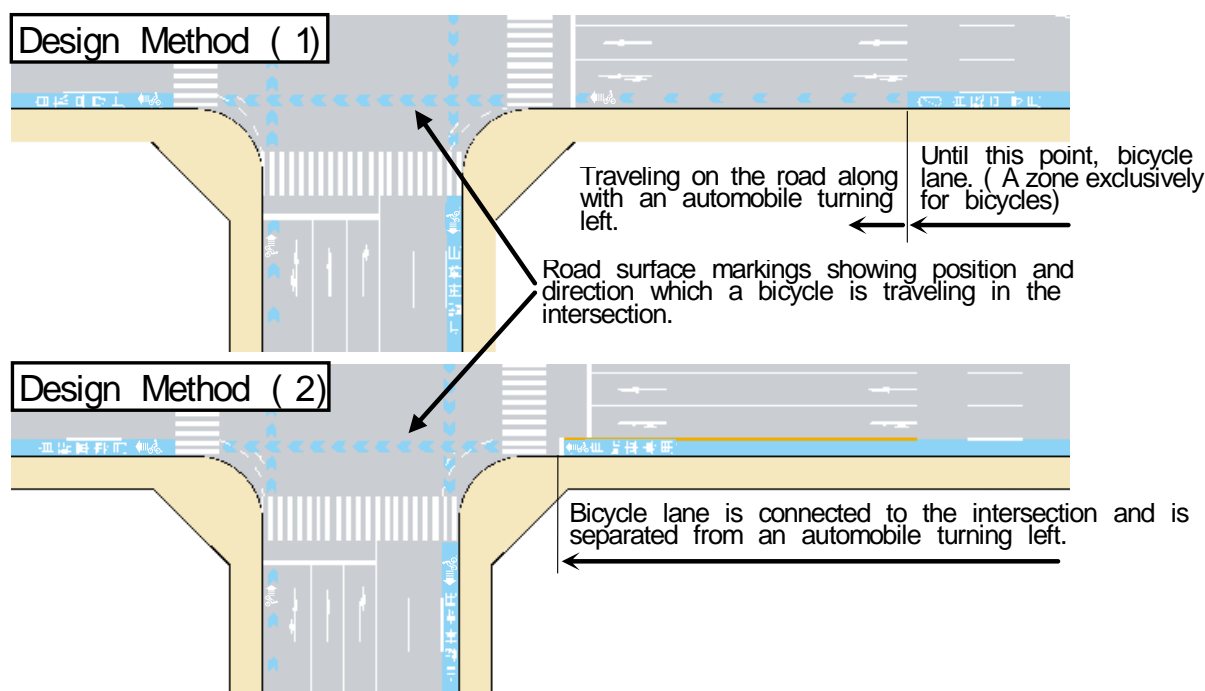 Design Method ( 1)
Until this point, bicycle
lane. ( A zone exclusively
for bicycles)
Traveling on the road along
with an automobile turning
left.
Road surface markings showing position and
direction which a bicycle is traveling in the
intersection.
Design Method ( 2)
Bicycle lane is connected to the intersection and is
separated from an automobile turning left.